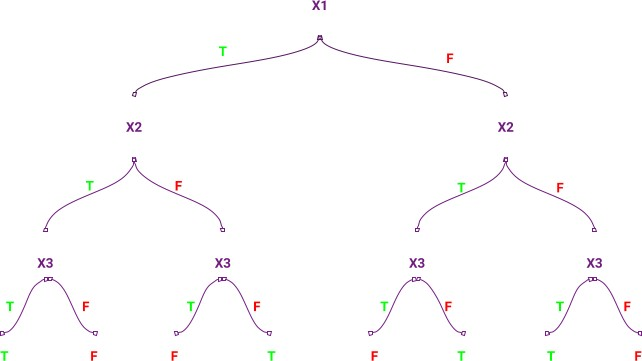 X1
T F
X2 X2
T F T F
X3 X3 X3 X3
T F T F T F T F
T F F T F T T F